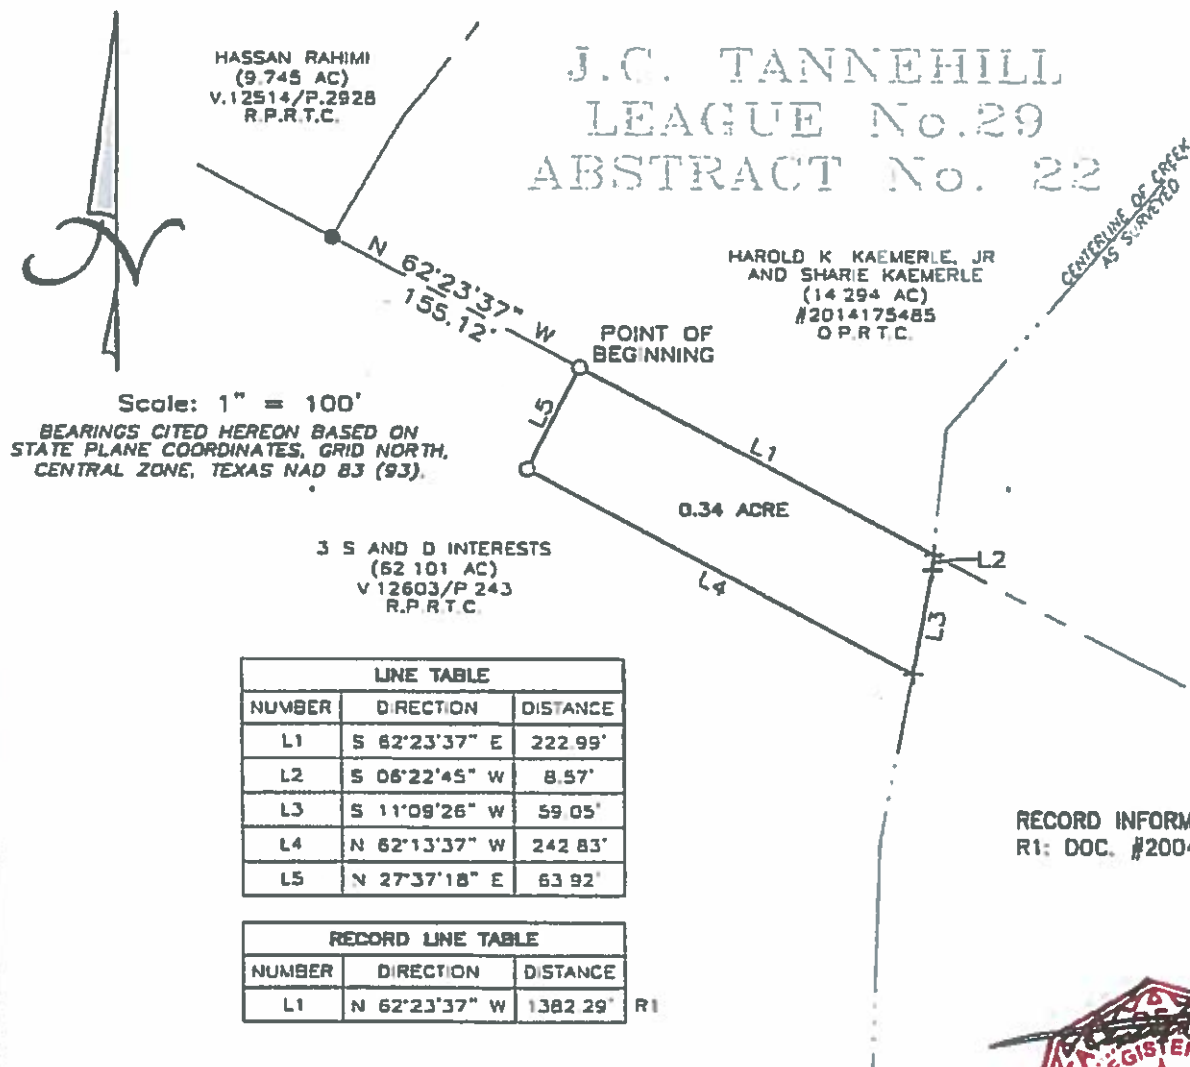 HASSAN RAHIMI
(9.745 AC)
V.12514/P.2928
R.P.R.T.C.
J.C. TANNEHILL
LEAGUE No.29
ABSTRACT No. 22
CENTERLINE OF CREEK
AS SURVEYED
N 62°23'37" W
155.12'
HAROLD K KAEMERLE, JR
AND SHARIE KAEMERLE
(14 294 AC)
#2014175485
O P.R T.C.
POINT OF
BEGINNING
N
Scale: 1" = 100'
BEARINGS CITED HEREON BASED ON
STATE PLANE COORDINATES, GRID NORTH,
CENTRAL ZONE, TEXAS NAD 83 (93).
L5
L1
0.34 ACRE
L2
L4
L3
3 S AND D INTERESTS
(62 101 AC)
V 12603/P 243
R.P.R.T.C.
LINE TABLE
NUMBER DIRECTION DISTANCE
L1 S 62°23'37" E 222.99'
L2 S 06°22'45" W 8.57'
L3 S 11°09'26" W 59.05'
L4 N 62°13'37" W 242 83'
L5 N 27°37'18" E 63 92'
RECORD INFORM
R1: DOC. #200
RECORD LINE TABLE
NUMBER DIRECTION DISTANCE
L1 N 62°23'37" W 1382 29' R1
EGISTE